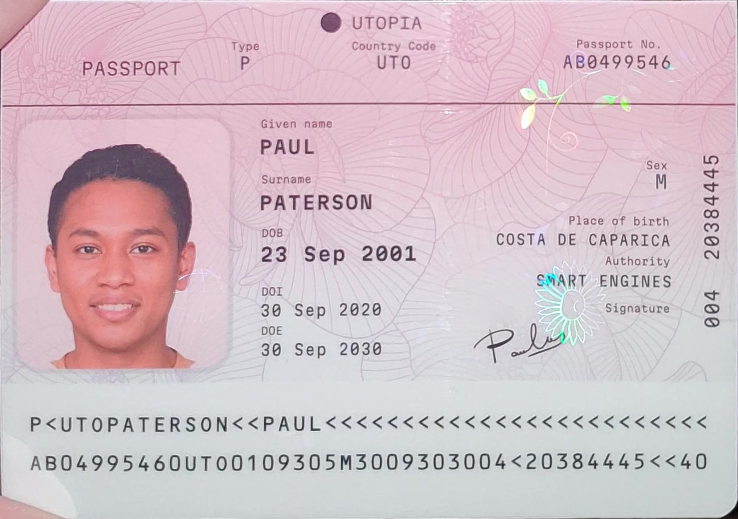 UTOPIA
PASSPORT
Type
P
Country Code
UTO
Passport No.
AB0499546
Given name
PAUL
Surname
PATERSON
DOB
23 Sep 2001
DOI
30 Sep 2020
DOE
30 Sep 2030
Sex
M
Place of birth
COSTA DE CAPARICA
Authority
SMART ENGINES
Signature
Paulus
004 20384445
P<UTOPATERSON<<PAUL<<<<<<<<<<<<<<<<<<<<<<<<<
AB04995460UTO0109305M3009303004<20384445<<40